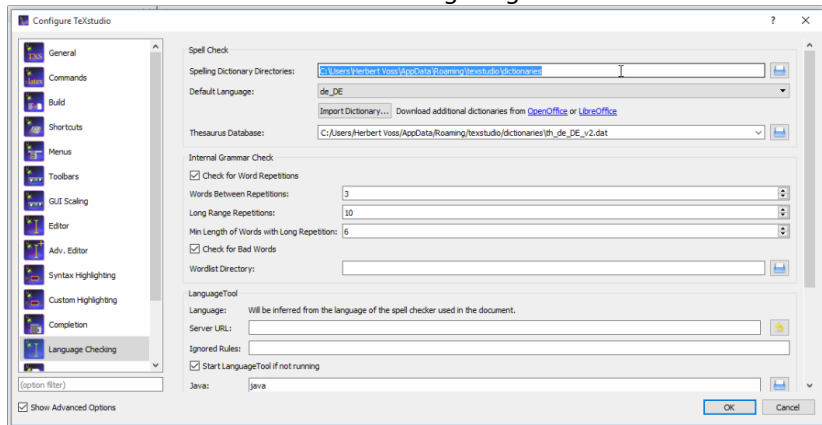 Configure TeXstudio
General
Commands
Build
Shortcuts
Menus
Toolbars
GUI Scaling
Editor
Adv. Editor
Syntax Highlighting
Custom Highlighting
Completion
Language Checking
(option filter)
Show Advanced Options
Spell Check
Spelling Dictionary Directories: C:\Users\Herbert Voss\AppData\Roaming\texstudio\dictionaries
Default Language: de_DE
Import Dictionary... Download additional dictionaries from OpenOffice or LibreOffice
Thesaurus Database: C:/Users/Herbert Voss/AppData/Roaming/texstudio/dictionaries\th_de_DE_v2.dat
Internal Grammar Check
Check for Word Repetitions
Words Between Repetitions: 3
Long Range Repetitions: 10
Min Length of Words with Long Repetition: 6
Check for Bad Words
Wordlist Directory:
LanguageTool
Language: Will be inferred from the language of the spell checker used in the document.
Server URL:
Ignored Rules:
Start LanguageTool if not running
Java: java
OK Cancel